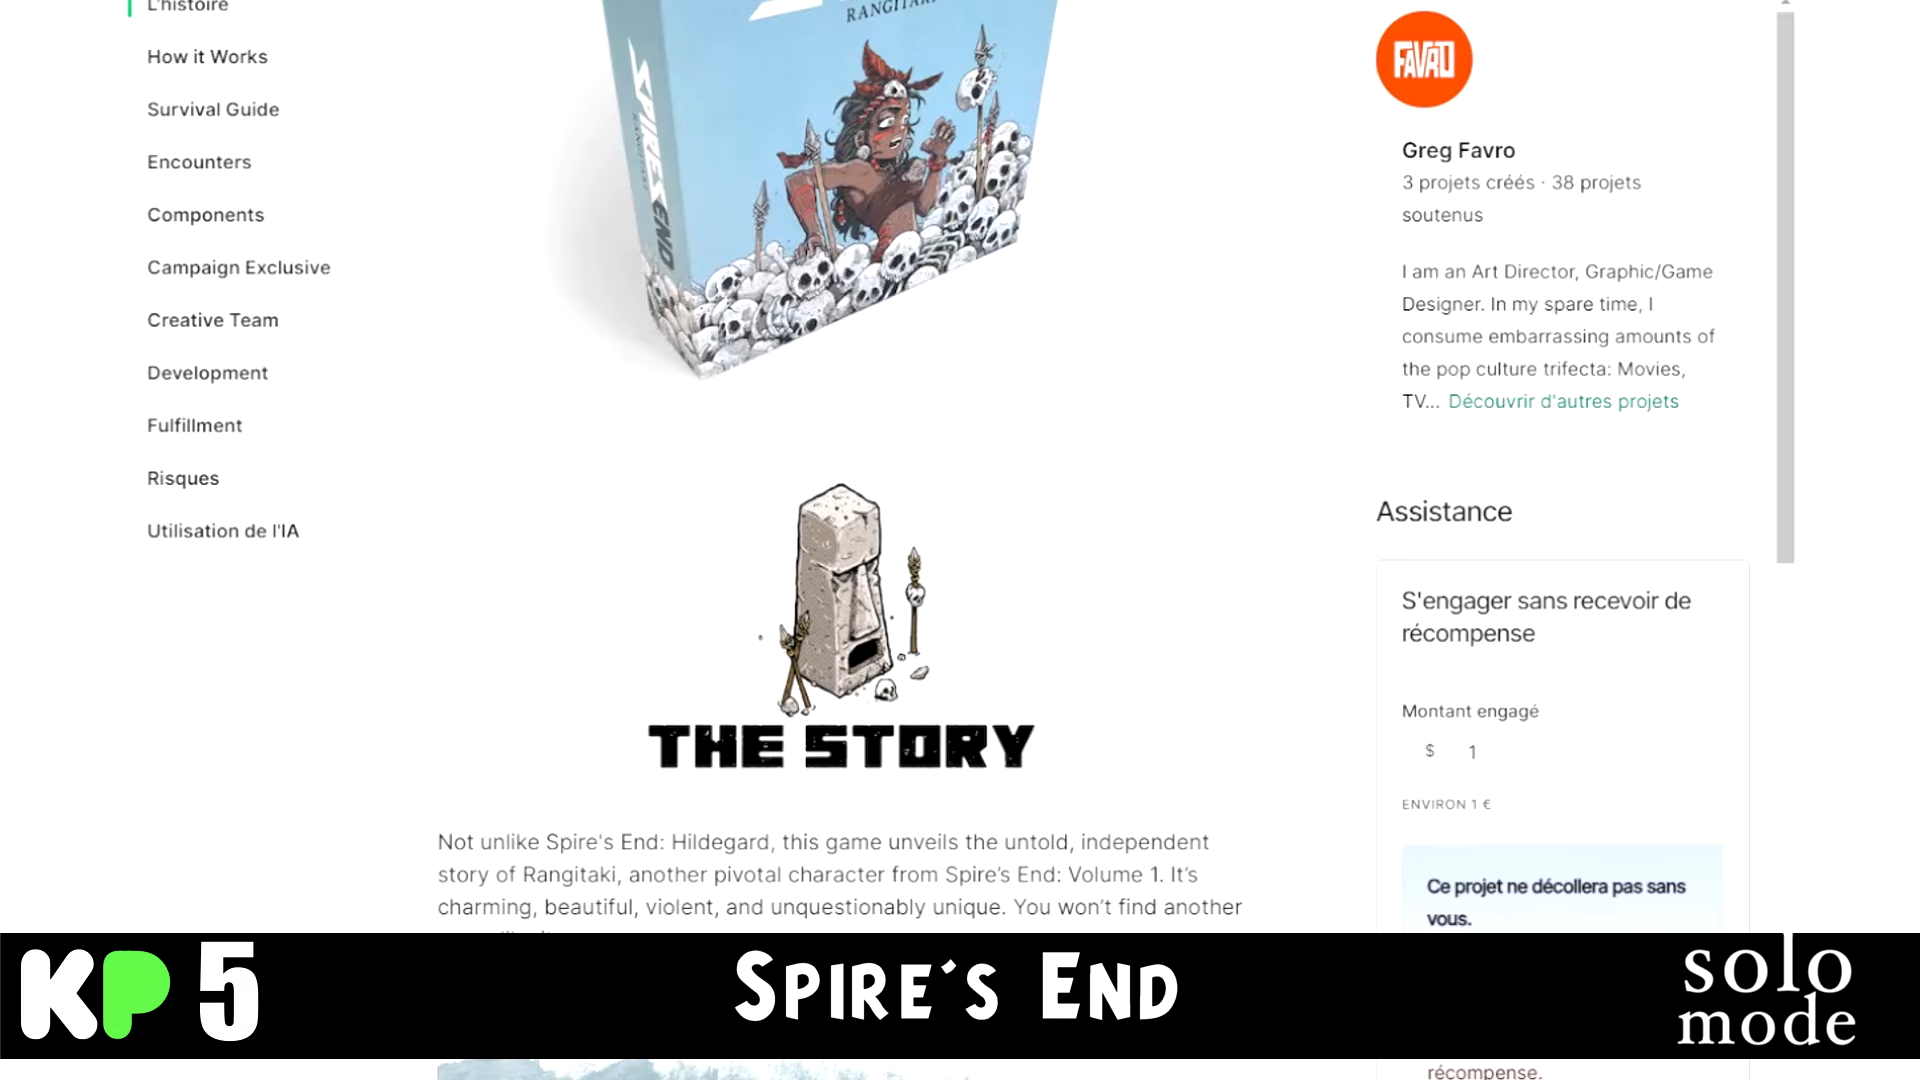 L'histoire
How it Works
Survival Guide
Encounters
Components
Campaign Exclusive
Creative Team
Development
Fulfillment
Risques
Utilisation de l'IA
SPIRE'S END
THE STORY
Not unlike Spire's End: Hildegard, this game unveils the untold, independent
story of Rangitaki, another pivotal character from Spire's End: Volume 1. It's
charming, beautiful, violent, and unquestionably unique. You won't find another
FAVRO
Greg Favro
3 projets créés · 38 projets
soutenus
I am an Art Director, Graphic/Game
Designer. In my spare time, I
consume embarrassing amounts of
the pop culture trifecta: Movies,
TV... Découvrir d'autres projets
Assistance
S'engager sans recevoir de
récompense
Montant engagé
$ 1
ENVIRON 1 €
Ce projet ne décollera pas sans
vous.
récompense.
KP 5
SPIRE'S END
solo
mode